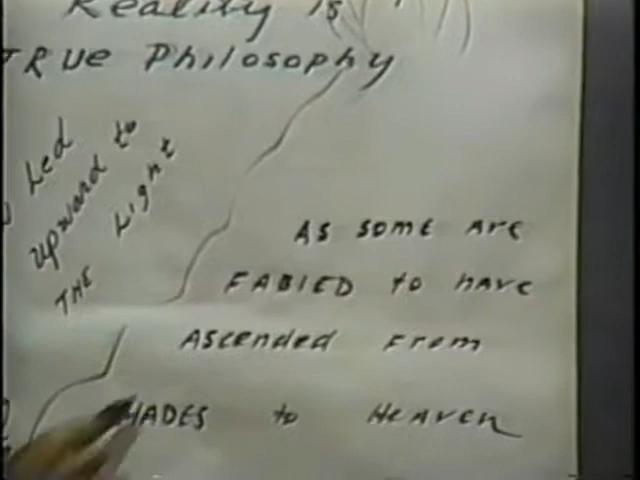 Reality is
TRUE Philosophy
Led
Upward to
THE Light
As some are
FABlED to have
Ascended From
HADES to HEAVEN